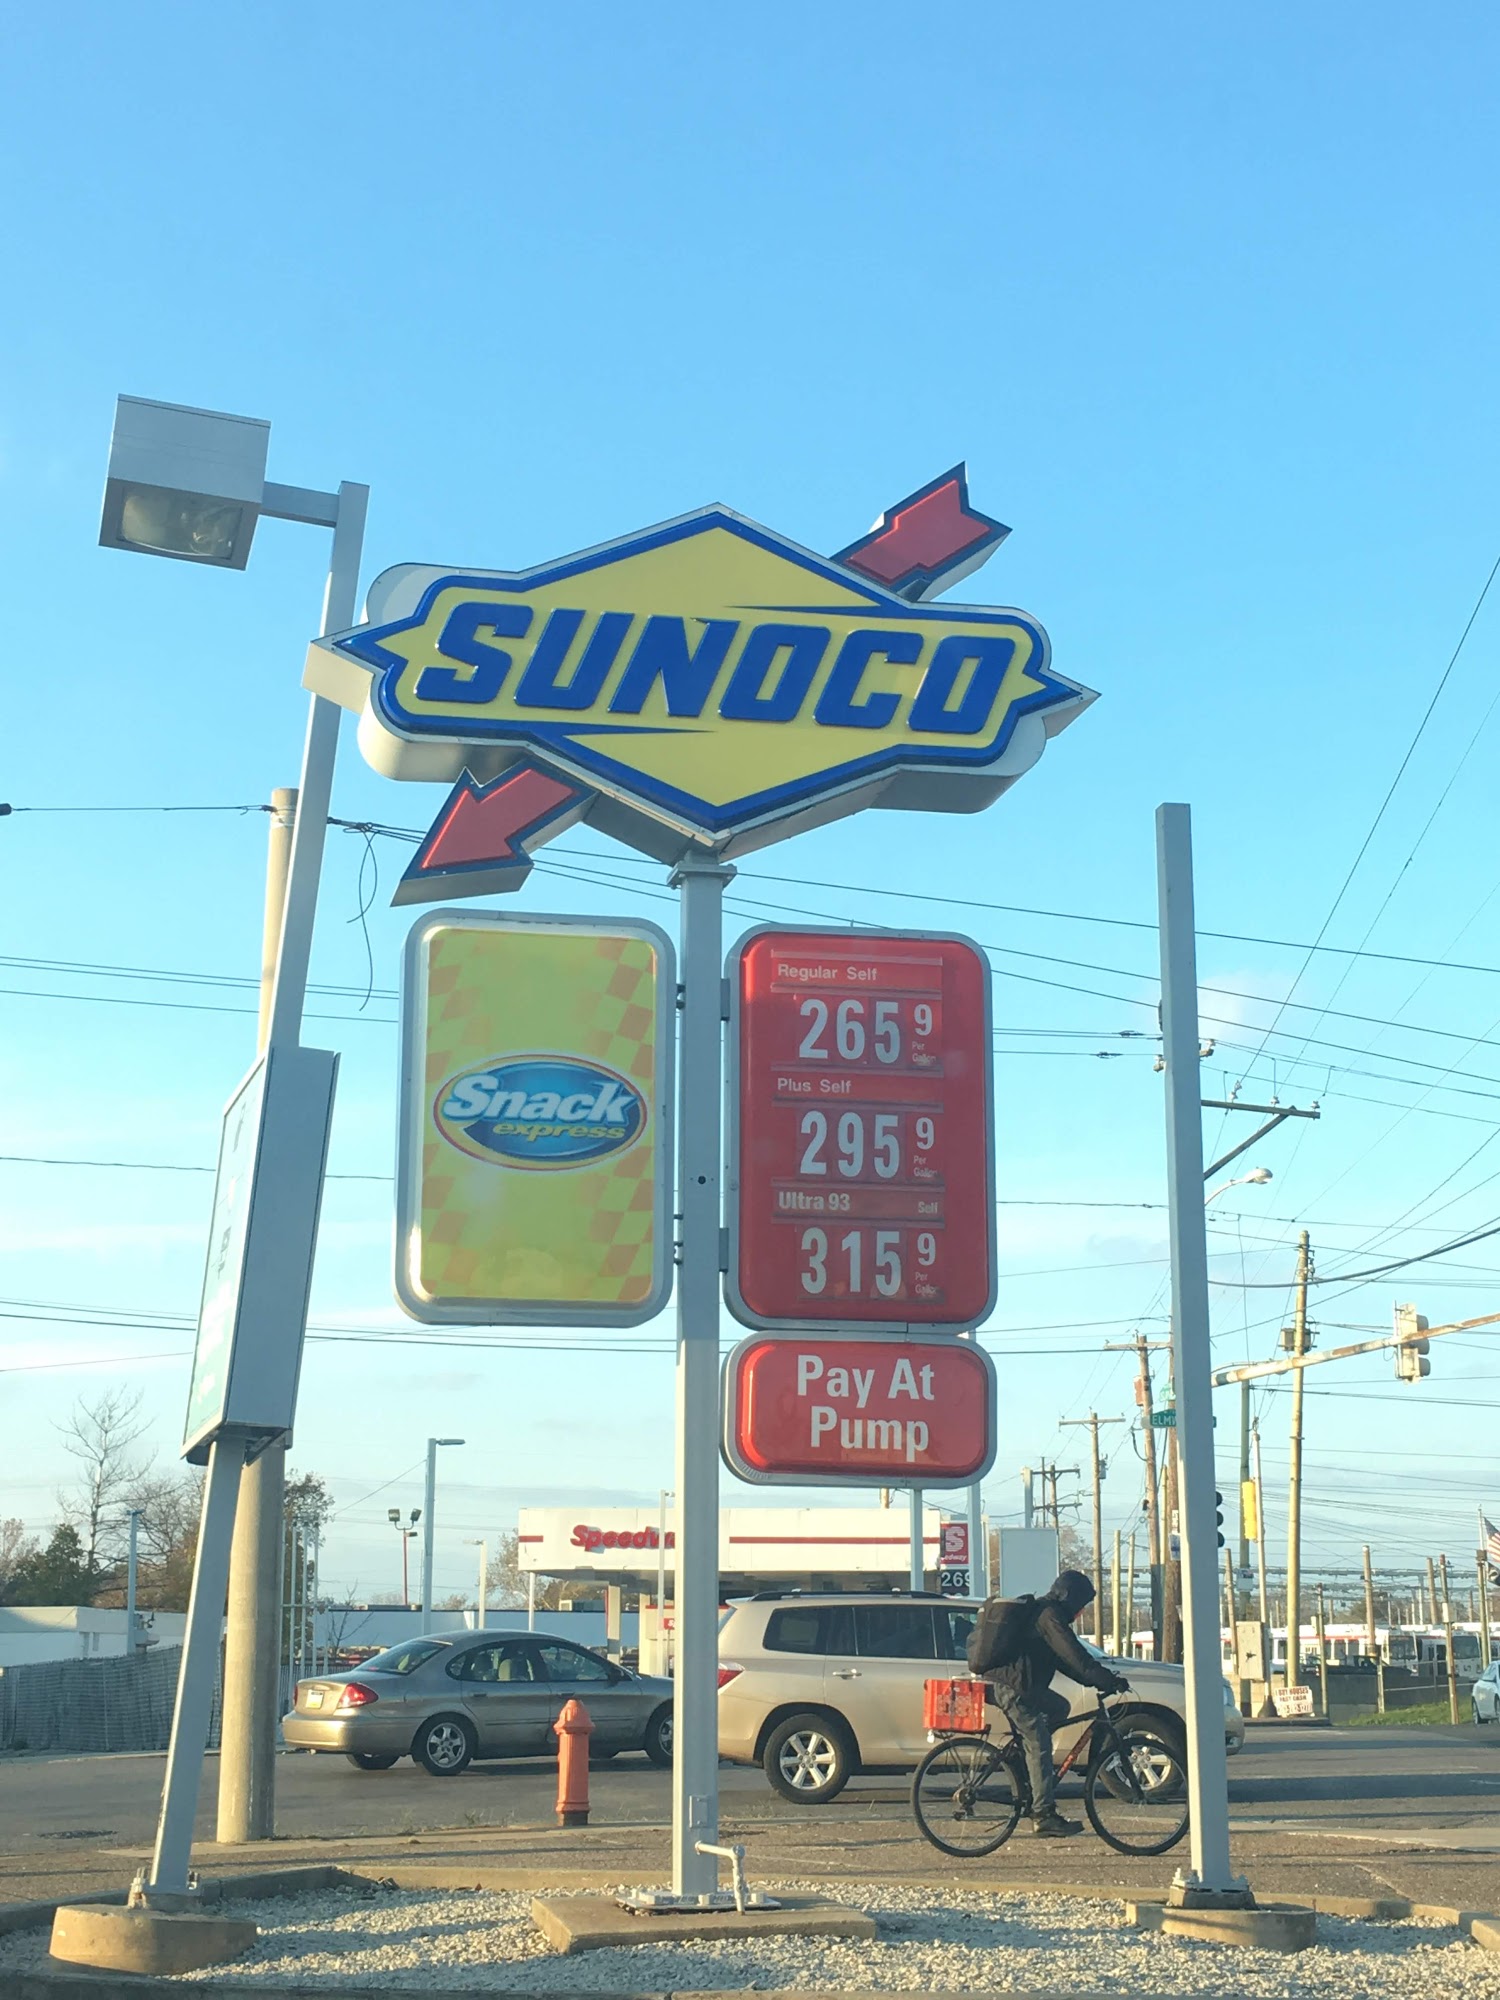 SUNOCO
Snack
express
Regular Self
265 9
Per
Gallon
Plus Self
295 9
Per
Gallon
Ultra 93 Self
315 9
Per
Gallon
Pay At
Pump
S
269